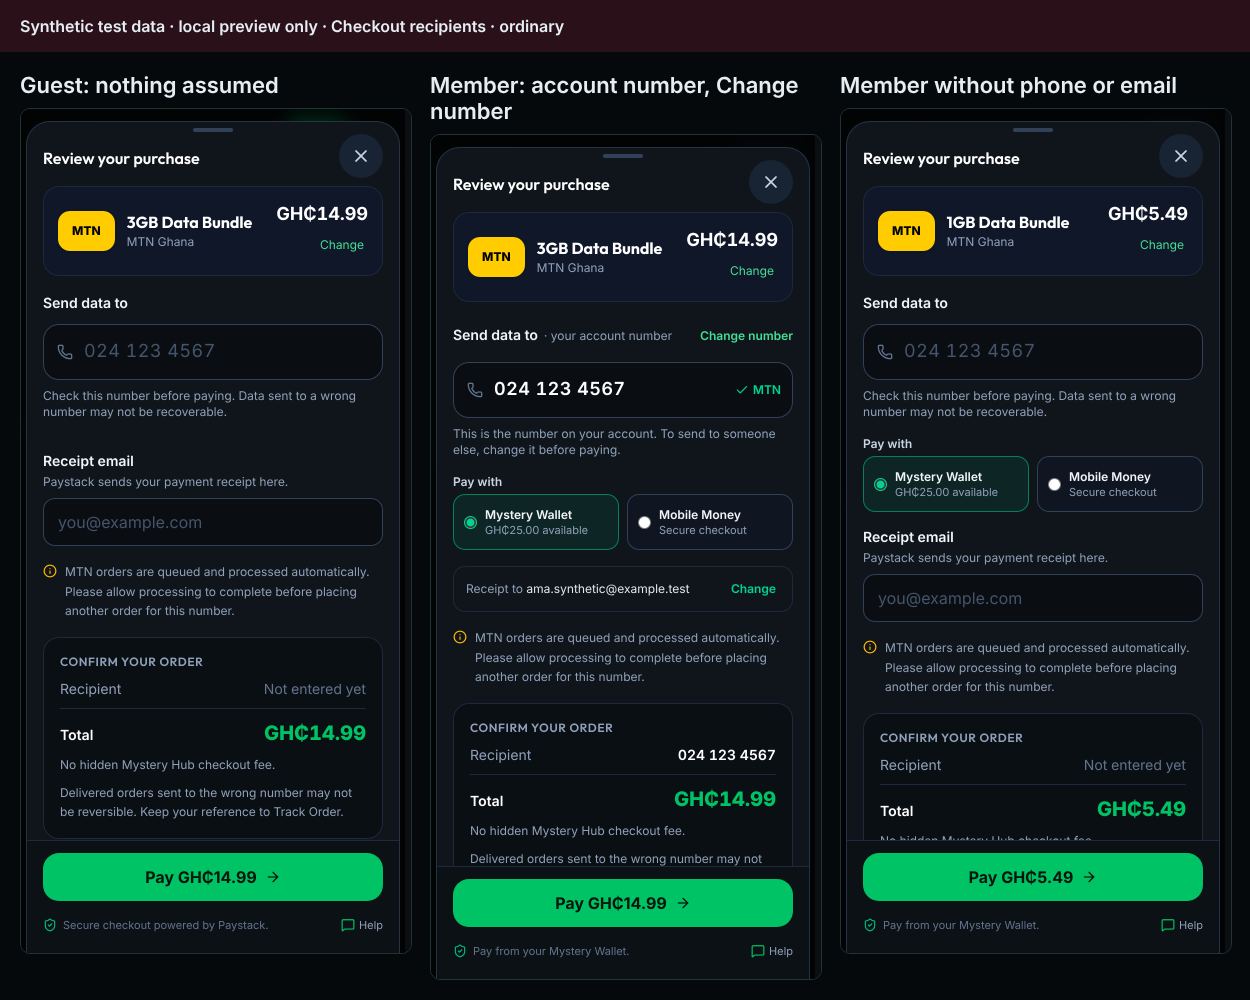 Synthetic test data · local preview only · Checkout recipients · ordinary
Guest: nothing assumed
Review your purchase
MTN
3GB Data Bundle
MTN Ghana
GH₵14.99
Change
Send data to
024 123 4567
Check this number before paying. Data sent to a wrong
number may not be recoverable.
Receipt email
Paystack sends your payment receipt here.
you@example.com
MTN orders are queued and processed automatically.
Please allow processing to complete before placing
another order for this number.
CONFIRM YOUR ORDER
Recipient Not entered yet
Total GH₵14.99
No hidden Mystery Hub checkout fee.
Delivered orders sent to the wrong number may not
be reversible. Keep your reference to Track Order.
Pay GH₵14.99 →
Secure checkout powered by Paystack. Help
Member: account number, Change
number
Review your purchase
MTN
3GB Data Bundle
MTN Ghana
GH₵14.99
Change
Send data to · your account number Change number
024 123 4567 MTN
This is the number on your account. To send to someone
else, change it before paying.
Pay with
Mystery Wallet
GH₵25.00 available
Mobile Money
Secure checkout
Receipt to ama.synthetic@example.test Change
MTN orders are queued and processed automatically.
Please allow processing to complete before placing
another order for this number.
CONFIRM YOUR ORDER
Recipient 024 123 4567
Total GH₵14.99
No hidden Mystery Hub checkout fee.
Delivered orders sent to the wrong number may not
Pay GH₵14.99 →
Pay from your Mystery Wallet. Help
Member without phone or email
Review your purchase
MTN
1GB Data Bundle
MTN Ghana
GH₵5.49
Change
Send data to
024 123 4567
Check this number before paying. Data sent to a wrong
number may not be recoverable.
Pay with
Mystery Wallet
GH₵25.00 available
Mobile Money
Secure checkout
Receipt email
Paystack sends your payment receipt here.
you@example.com
MTN orders are queued and processed automatically.
Please allow processing to complete before placing
another order for this number.
CONFIRM YOUR ORDER
Recipient Not entered yet
Total GH₵5.49
No hidden Mystery Hub checkout fee.
Pay GH₵5.49 →
Pay from your Mystery Wallet. Help